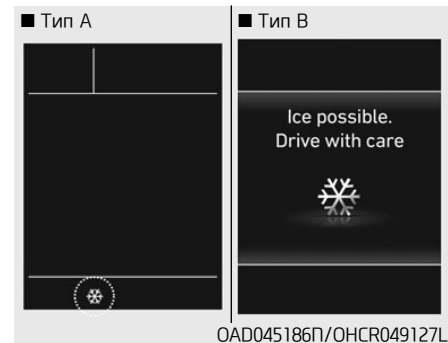 ■ Тип А
■ Тип В
Ice possible.
Drive with care
OAD045186П/OHCR049127L